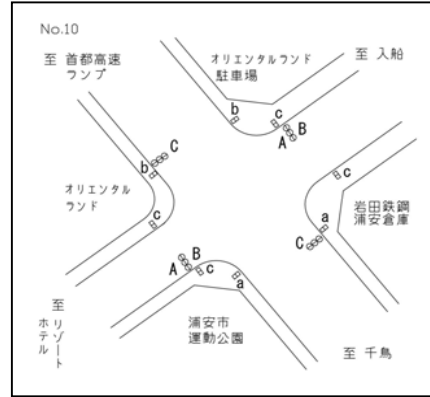 No.10
至 首都高速
ランプ
オリエンタルランド
駐車場
至 入船
b
c
B
A
C
b
c
オリエンタル
ランド
c
岩田鉄鋼
浦安倉庫
a
C
B
A
c
a
至
リゾート
ホテル
浦安市
運動公園
至 千鳥